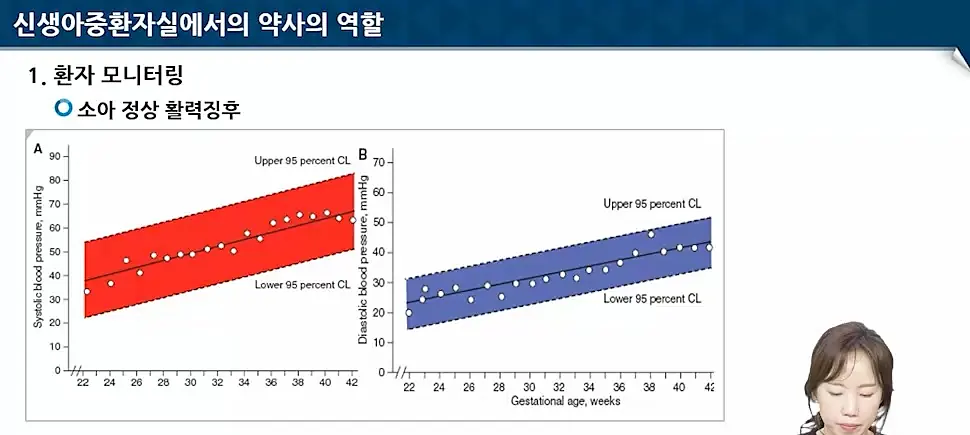 신생아중환자실에서의 약사의 역할
1. 환자 모니터링
소아 정상 활력징후
A
Systolic blood pressure, mmHg
90
80
70
60
50
40
30
20
10
0
Upper 95 percent CL
Lower 95 percent CL
22 24 26 28 30 32 34 36 38 40 42
B
Diastolic blood pressure, mmHg
70
60
50
40
30
20
10
0
Upper 95 percent CL
Lower 95 percent CL
22 24 26 28 30 32 34 36 38 40 42
Gestational age, weeks